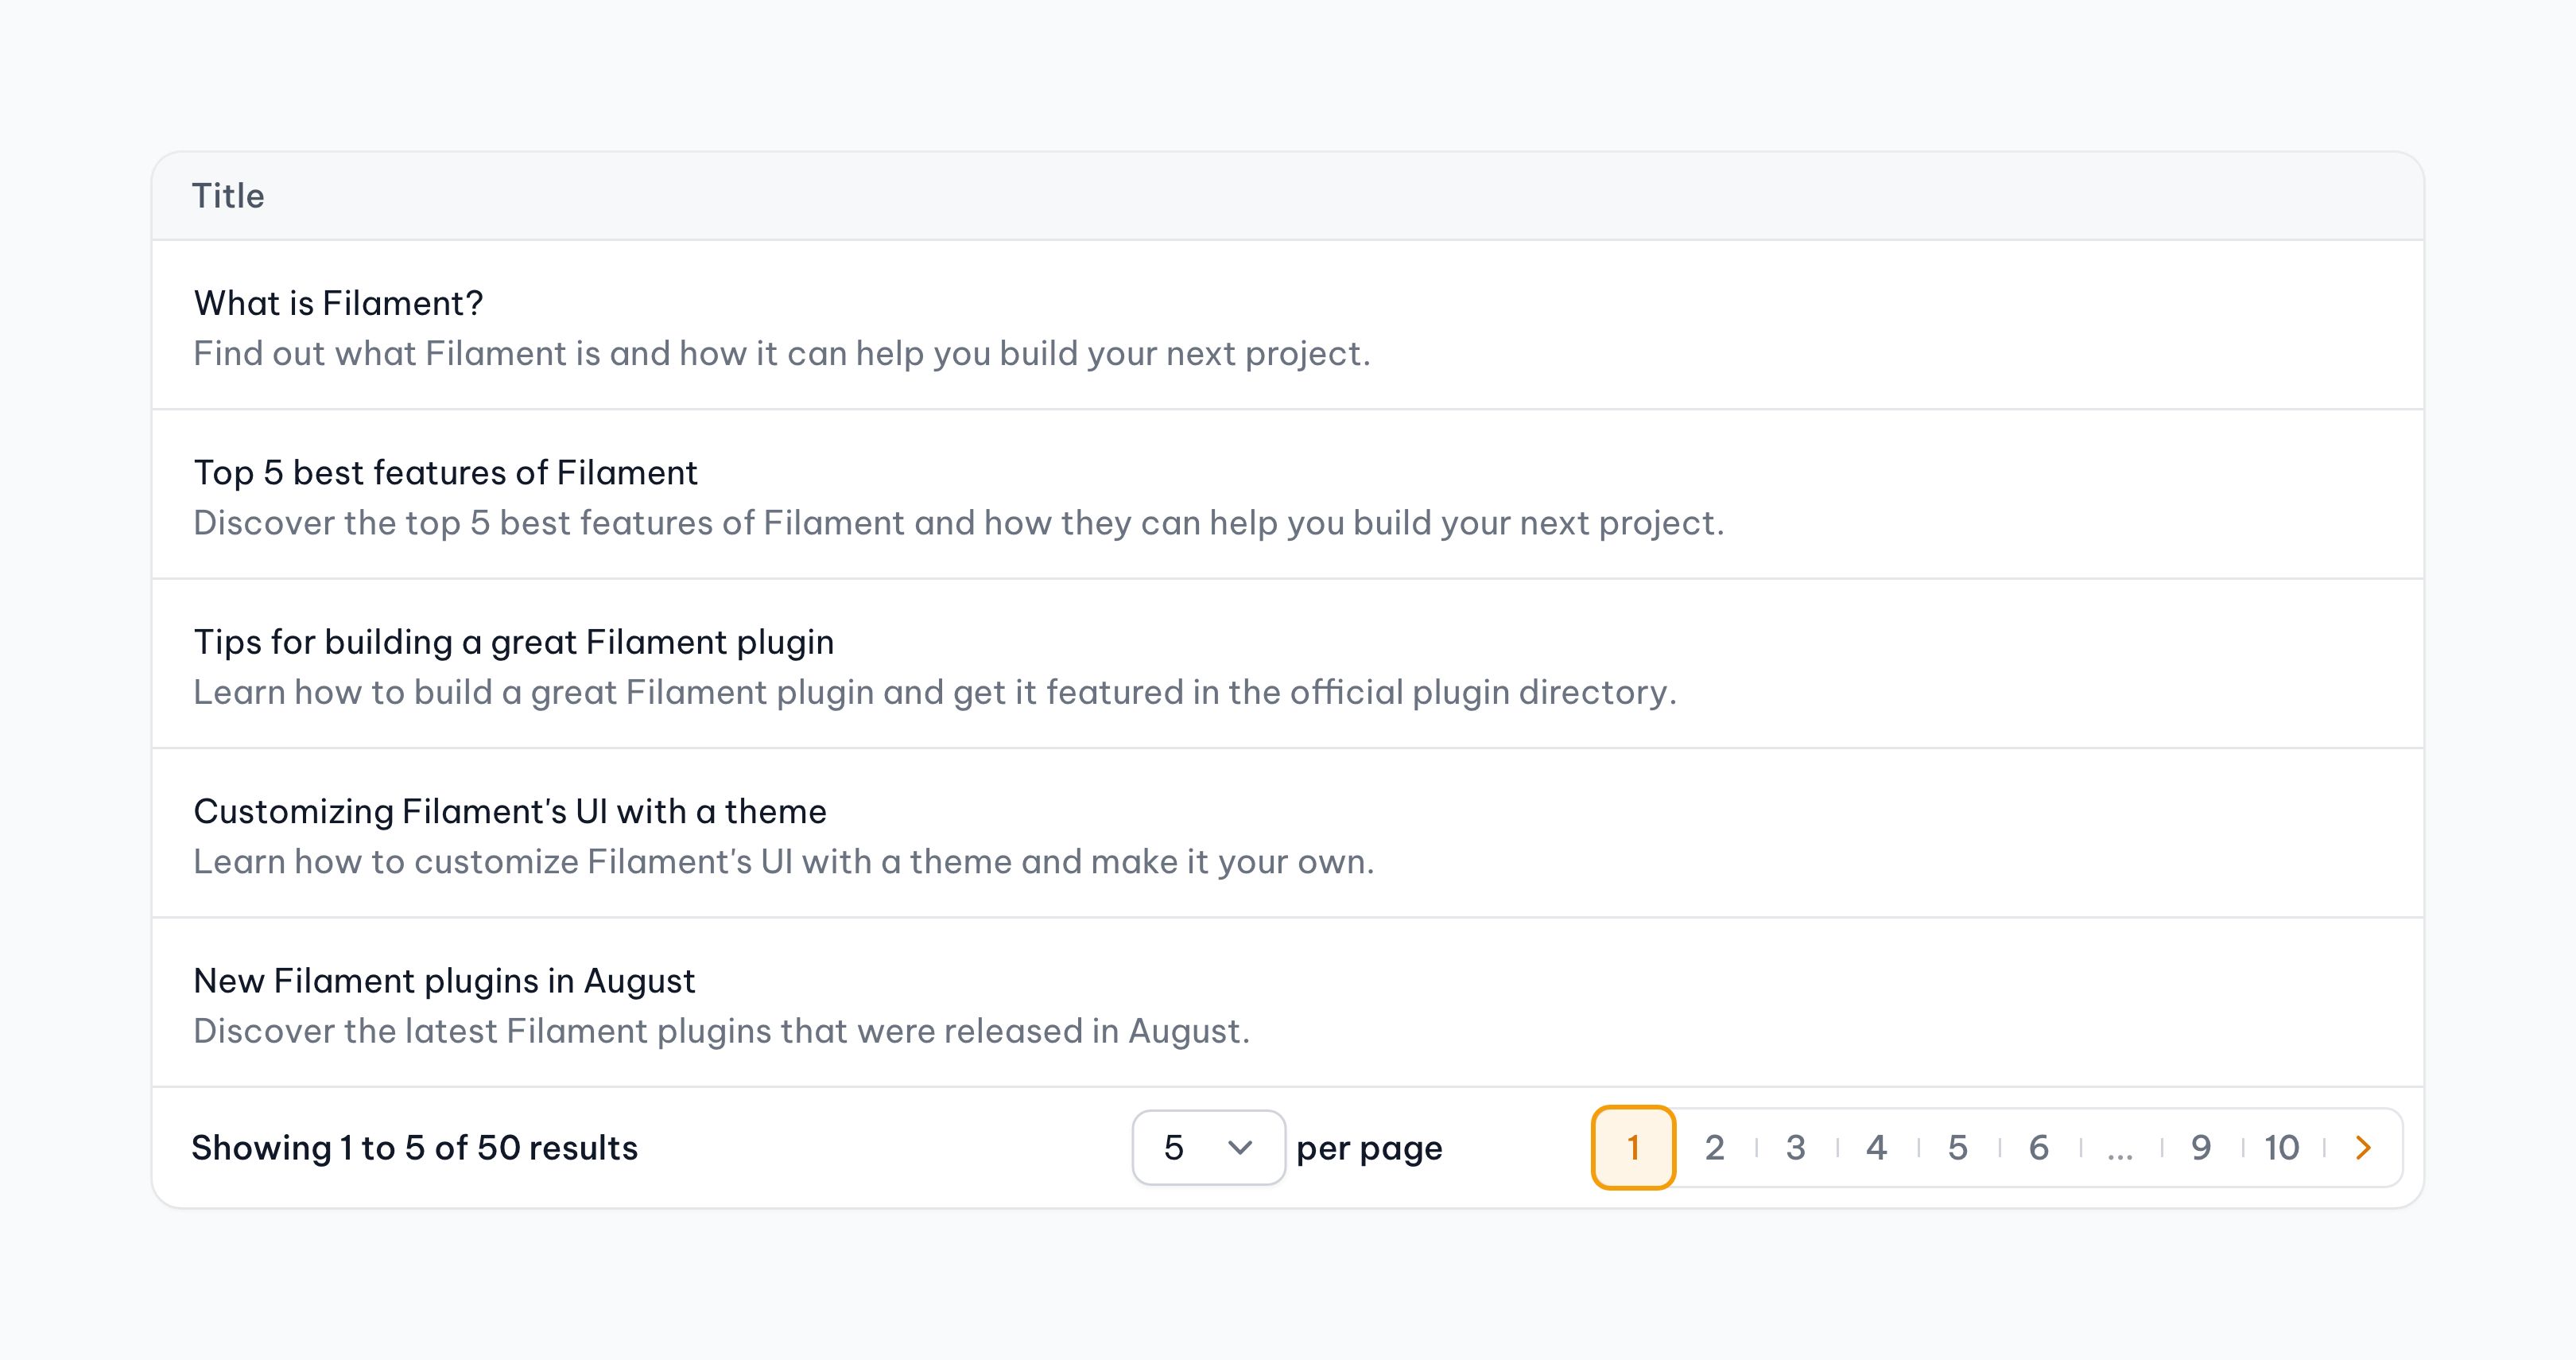 Title
What is Filament?
Find out what Filament is and how it can help you build your next project.
Top 5 best features of Filament
Discover the top 5 best features of Filament and how they can help you build your next project.
Tips for building a great Filament plugin
Learn how to build a great Filament plugin and get it featured in the official plugin directory.
Customizing Filament's UI with a theme
Learn how to customize Filament's UI with a theme and make it your own.
New Filament plugins in August
Discover the latest Filament plugins that were released in August.
Showing 1 to 5 of 50 results 5 per page 1 2 3 4 5 6 ... 9 10